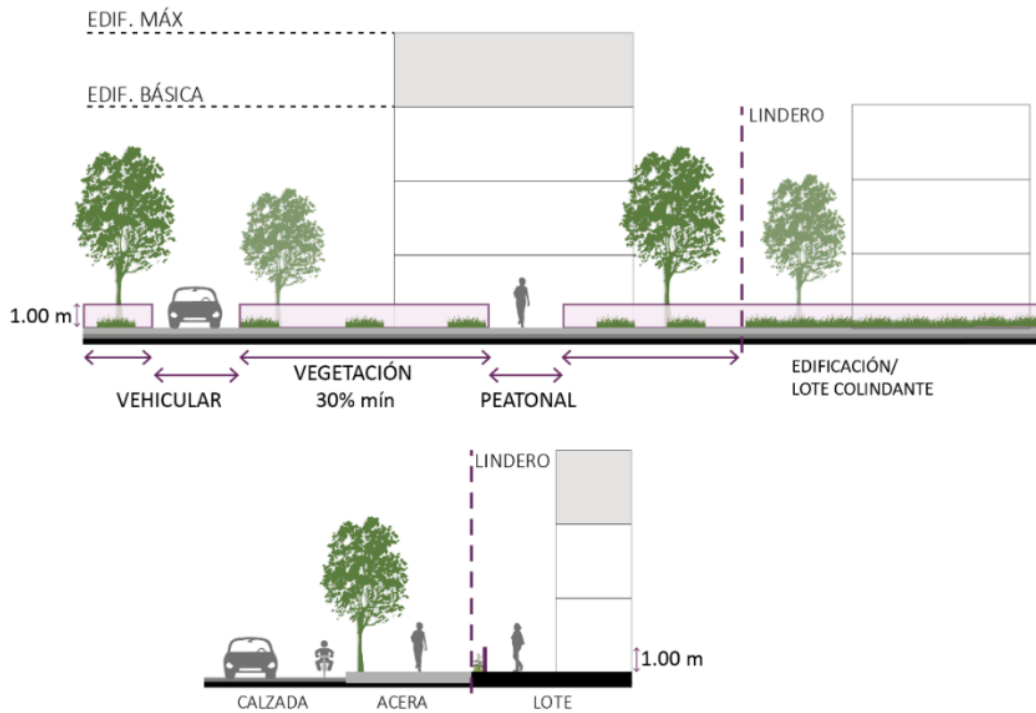 EDIF. MÁX
EDIF. BÁSICA
LINDERO
1.00 m
VEHICULAR
VEGETACIÓN
30% mín
PEATONAL
EDIFICACIÓN/
LOTE COLINDANTE
LINDERO
1.00 m
CALZADA
ACERA
LOTE